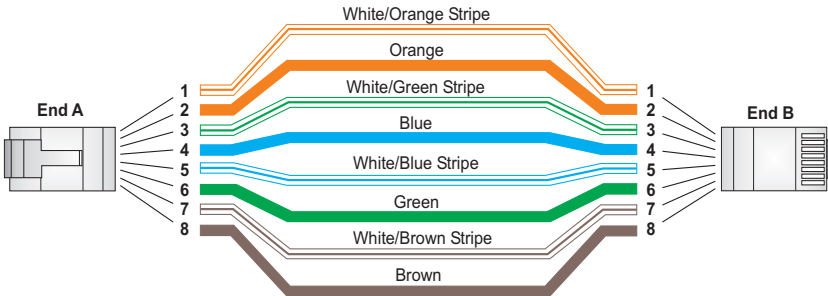 White/Orange Stripe
Orange
White/Green Stripe
Blue
White/Blue Stripe
Green
White/Brown Stripe
Brown
End A
1
2
3
4
5
6
7
8
End B
1
2
3
4
5
6
7
8